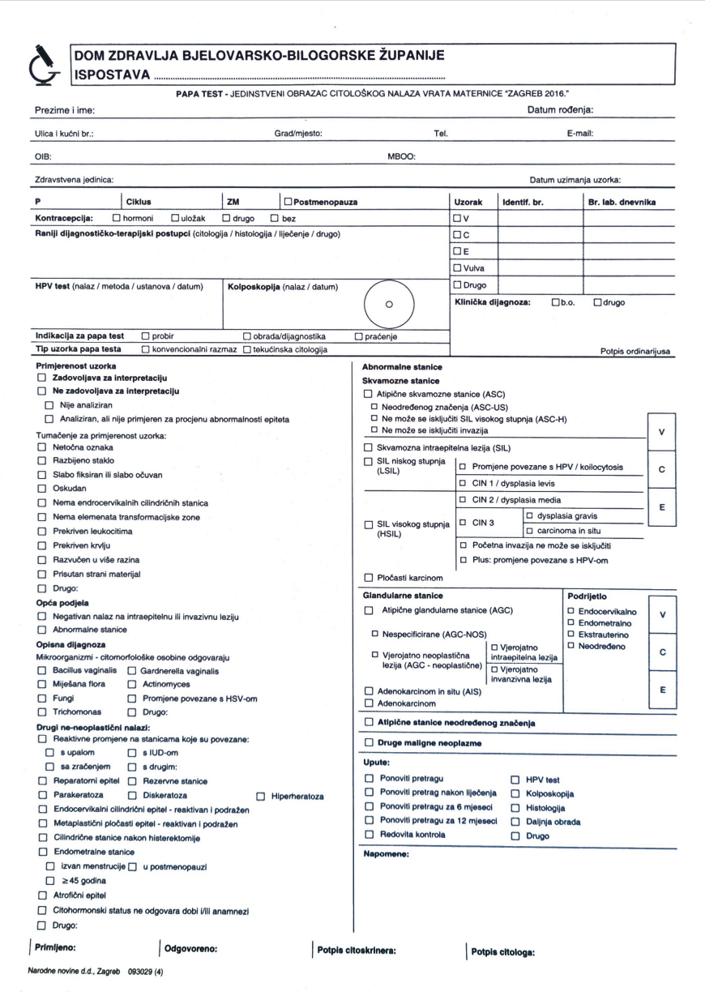 DOM ZDRAVLJA BJELOVARSKO-BILOGORSKE ŽUPANIJE
ISPOSTAVA ........................................................................
PAPA TEST - JEDINSTVENI OBRAZAC CITOLOŠKOG NALAZA VRATA MATERNICE "ZAGREB 2016."
Prezime i ime: Datum rođenja:
Ulica i kućni br.: Grad/mjesto: Tel. E-mail:
OIB: MBOO:
Zdravstvena jedinica: Datum uzimanja uzorka:
P Ciklus ZM Postmenopauza Uzorak Identif. br. Br. lab. dnevnika
Kontracepcija: hormoni uložak drugo bez
Raniji dijagnostičko-terapijski postupci (citologija / histologija / liječenje / drugo)
V
C
E
Vulva
Drugo
HPV test (nalaz / metoda / ustanova / datum) Kolposkopija (nalaz / datum)
Klinička dijagnoza: b.o. drugo
Indikacija za papa test probir obrada/dijagnostika praćenje
Tip uzorka papa testa konvencionalni razmaz tekućinska citologija
Potpis ordinarijusa
Primjerenost uzorka
Zadovoljava za interpretaciju
Ne zadovoljava za interpretaciju
Nije analiziran
Analiziran, ali nije primjeren za procjenu abnormalnosti epiteta
Tumačenje za primjerenost uzorka:
Netočna oznaka
Razbijeno staklo
Slabo fiksiran ili slabo očuvan
Oskudan
Nema endrocervikalnih cilindričnih stanica
Nema elemenata transformacijske zone
Prekriven leukocitima
Prekriven krvlju
Razvučen u više razina
Prisutan strani materijal
Drugo:
Opća podjela
Negativan nalaz na intraepitelnu ili invazivnu leziju
Abnormalne stanice
Opisna dijagnoza
Mikroorganizmi - citomorfološke osobine odgovaraju
Bacillus vaginalis Gardnerella vaginalis
Miješana flora Actinomyces
Fungi Promjene povezane s HSV-om
Trichomonas Drugo:
Drugi ne-neoplastični nalazi:
Reaktivne promjene na stanicama koje su povezane:
s upalom s IUD-om
sa zračenjem s drugim:
Reparatorni epitel Rezervne stanice
Parakeratoza Diskeratoza Hiperheratoza
Endocervikalni cilindrični epitel - reaktivan i podražen
Metaplastični pločasti epitel - reaktivan i podražen
Cilindrične stanice nakon histerektomije
Endometralne stanice
izvan menstrucije u postmenopauzi
≥45 godina
Atrofični epitel
Citohormonski status ne odgovara dobi i/ili anamnezi
Drugo:
Abnormalne stanice
Skvamozne stanice
Atipične skvamozne stanice (ASC)
Neodređenog značenja (ASC-US)
Ne može se isključiti SIL visokog stupnja (ASC-H)
Ne može se isključiti invazija
Skvamozna intraepitelna lezija (SIL)
SIL niskog stupnja
(LSIL)
Promjene povezane s HPV / koilocytosis
CIN 1 / dysplasia levis
SIL visokog stupnja
(HSIL)
CIN 2 / dysplasia media
CIN 3 dysplasia gravis
carcinoma in situ
Početna invazija ne može se isključiti
Plus: promjene povezane s HPV-om
Pločasti karcinom
V
C
E
Glandularne stanice Podrijetlo
Atipične glandularne stanice (AGC)
Nespecificirane (AGC-NOS)
Vjerojatno neoplastična
lezija (AGC - neoplastične)
Vjerojatno
intraepitelna lezija
Vjerojatno
invanzivna lezija
Adenokarcinom in situ (AIS)
Adenokarcinom
Endocervikalno
Endometralno
Ekstrauterino
Neodređeno
V
C
E
Atipične stanice neodređenog značenja
Druge maligne neoplazme
Upute:
Ponoviti pretragu HPV test
Ponoviti pretrag nakon liječenja Kolposkopija
Ponoviti pretragu za 6 mjeseci Histologija
Ponoviti pretragu za 12 mjeseci Daljnja obrada
Redovita kontrola Drugo
Napomene:
Primljeno: Odgovoreno: Potpis citoskrinera: Potpis citologa:
Narodne novine d.d., Zagreb 093029 (4)